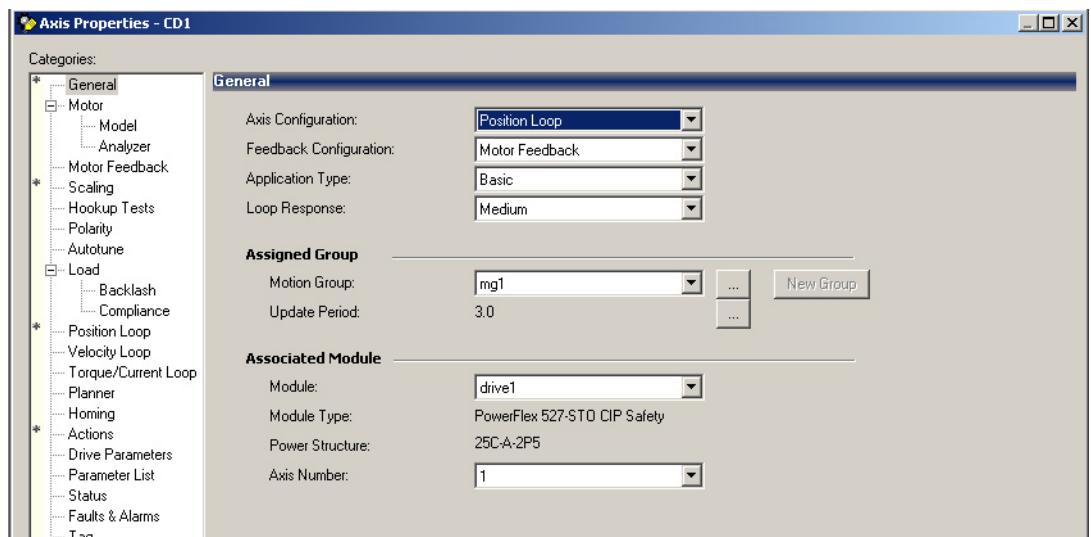 Axis Properties - CD1
Categories:
General
Motor
Model
Analyzer
Motor Feedback
Scaling
Hookup Tests
Polarity
Autotune
Load
Backlash
Compliance
Position Loop
Velocity Loop
Torque/Current Loop
Planner
Homing
Actions
Drive Parameters
Parameter List
Status
Faults & Alarms
Tag
General
Axis Configuration: Position Loop
Feedback Configuration: Motor Feedback
Application Type: Basic
Loop Response: Medium
Assigned Group
Motion Group: mg1 ... New Group
Update Period: 3.0 ...
Associated Module
Module: drive1
Module Type: PowerFlex 527-STO CIP Safety
Power Structure: 25C-A-2P5
Axis Number: 1